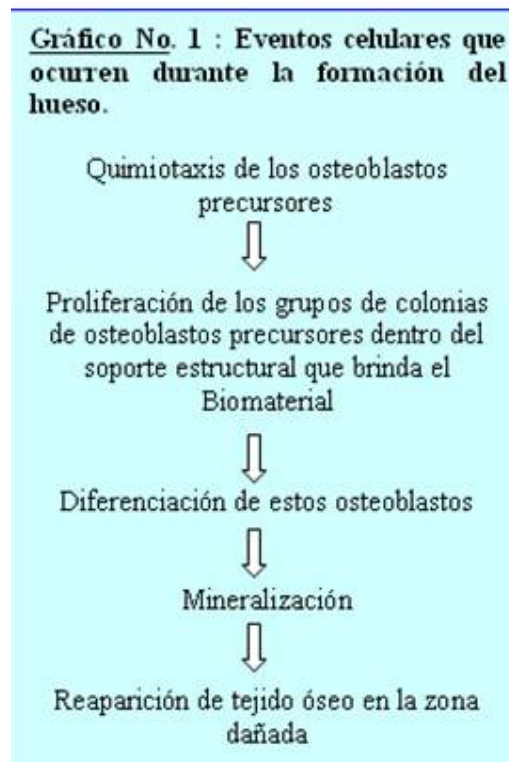 Gráfico No. 1 : Eventos celulares que
ocurren durante la formación del
hueso.
Quimiotaxis de los osteoblastos
precursores
Proliferación de los grupos de colonias
de osteoblastos precursores dentro del
soporte estructural que brinda el
Biomaterial
Diferenciación de estos osteoblastos
Mineralización
Reaparición de tejido óseo en la zona
dañada